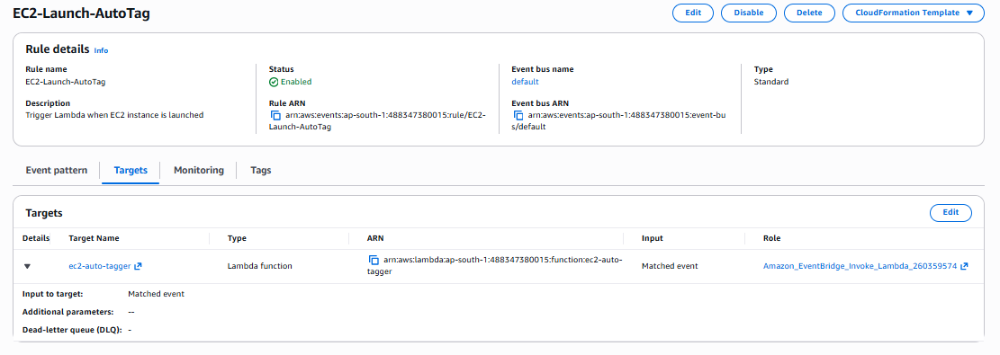 EC2-Launch-AutoTag
Edit
Disable
Delete
CloudFormation Template
Rule details Info
Rule name
EC2-Launch-AutoTag
Status
Enabled
Event bus name
default
Type
Standard
Description
Trigger Lambda when EC2 instance is launched
Rule ARN
arn:aws:events:ap-south-1:488347380015:rule/EC2-
Launch-AutoTag
Event bus ARN
arn:aws:events:ap-south-1:488347380015:event-bu
s/default
Event pattern
Targets
Monitoring
Tags
Targets
Edit
Details Target Name Type ARN Input Role
ec2-auto-tagger
Lambda function
arn:aws:lambda:ap-south-1:488347380015:function:ec2-auto-
tagger
Matched event
Amazon_EventBridge_Invoke_Lambda_260359574
Input to target: Matched event
Additional parameters: --
Dead-letter queue (DLQ): -